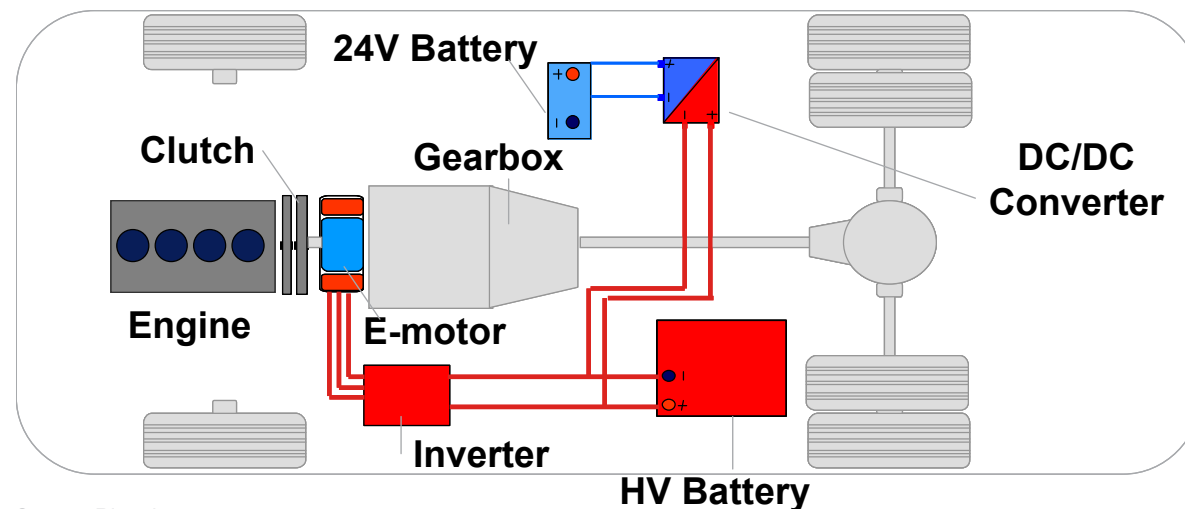 24V Battery
Clutch
Gearbox
DC/DC
Converter
Engine
E-motor
Inverter
HV Battery